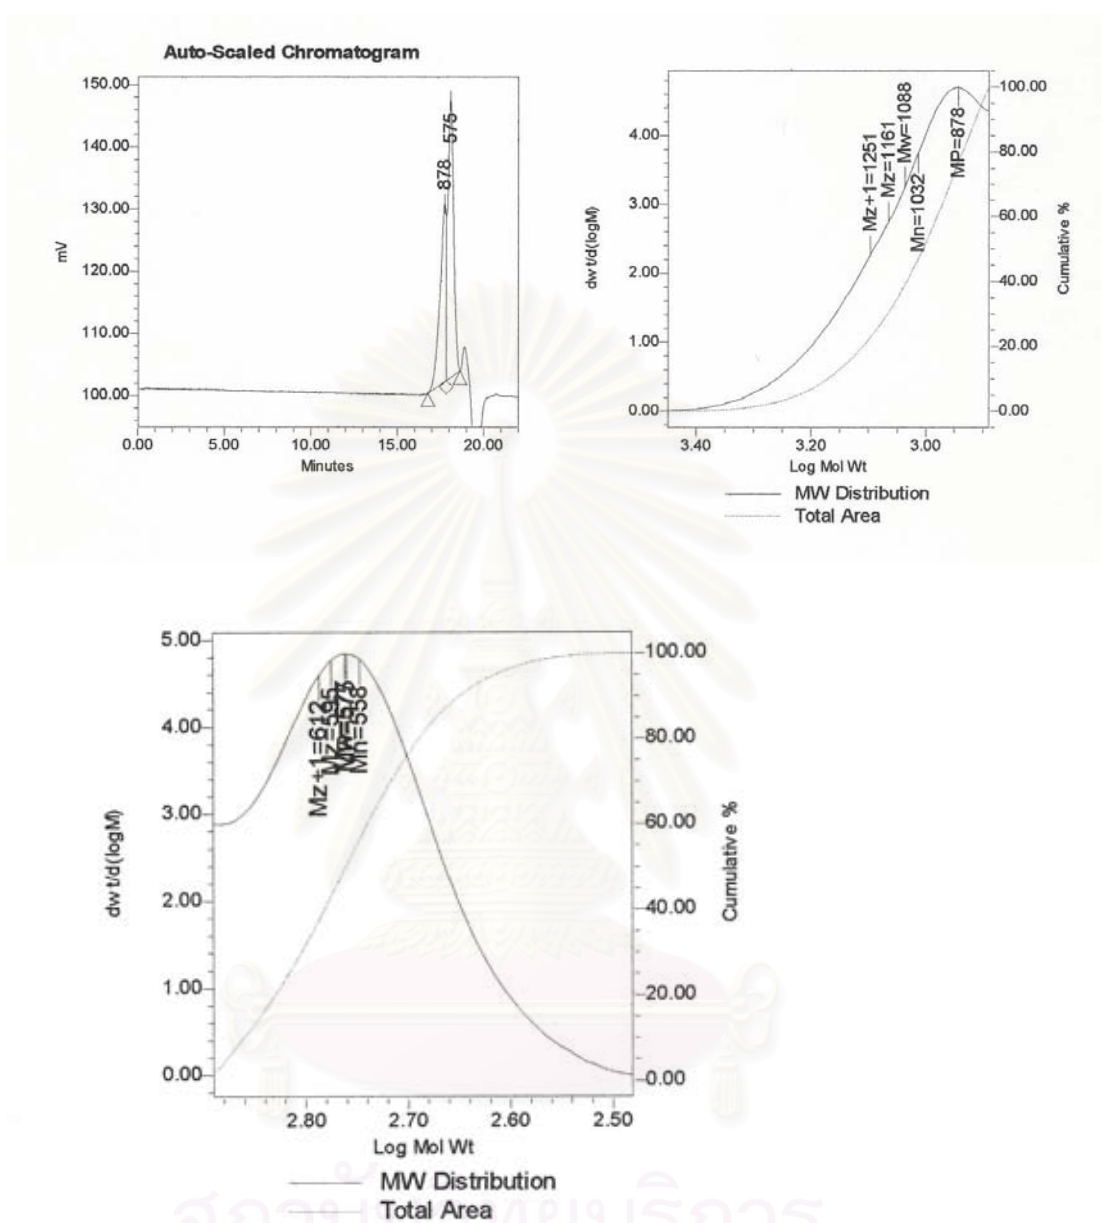 Auto-Scaled Chromatogram
150.00
140.00
130.00
120.00
110.00
100.00
mV
878
575
0.00
5.00
10.00
15.00
20.00
Minutes
4.00
3.00
2.00
1.00
0.00
dwt/d(logM)
Mz+1=1251
Mz=1161
Mw=1088
Mn=1032
MP=878
100.00
80.00
60.00
40.00
20.00
0.00
Cumulative %
3.40
3.20
3.00
Log Mol Wt
MW Distribution
Total Area
5.00
4.00
3.00
2.00
1.00
0.00
dwt/d(logM)
Mz+1=612
Mz=595
Mn=558
100.00
80.00
60.00
40.00
20.00
0.00
Cumulative %
2.80
2.70
2.60
2.50
Log Mol Wt
MW Distribution
Total Area